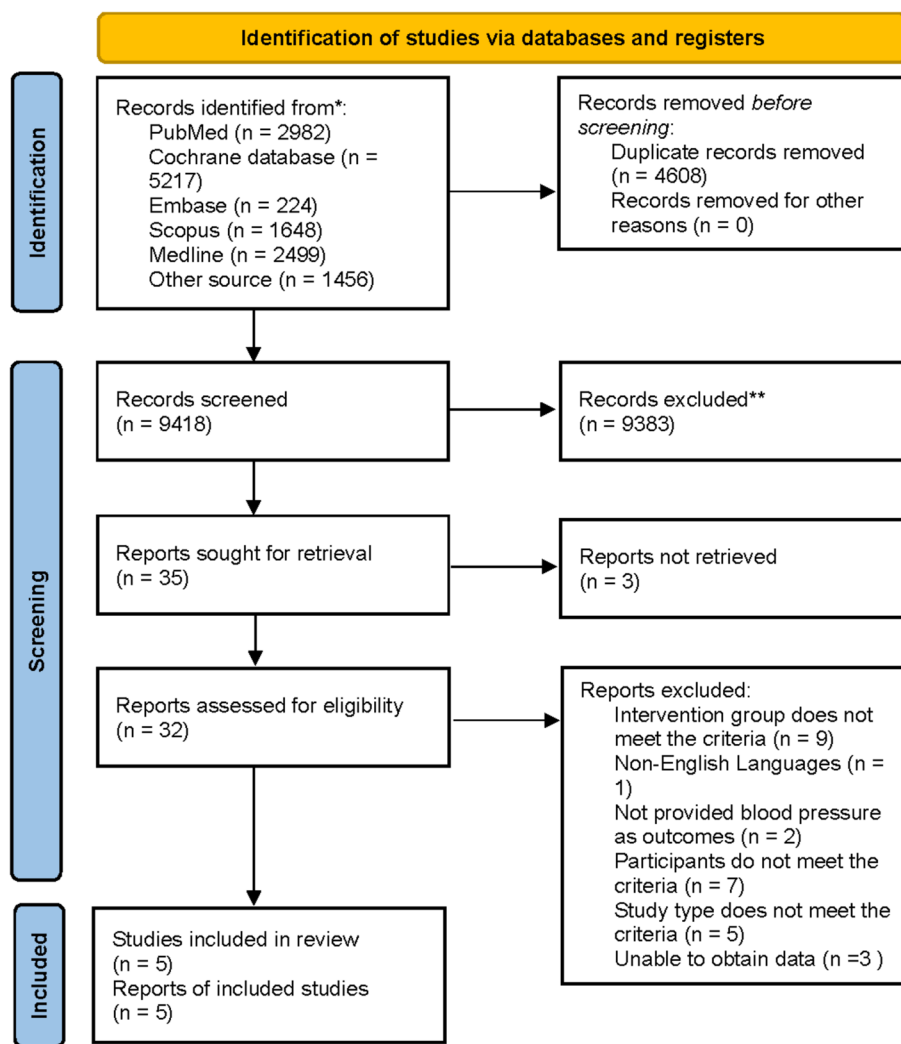 Identification of studies via databases and registers
Identification
Records identified from*:
PubMed (n = 2982)
Cochrane database (n =
5217)
Embase (n = 224)
Scopus (n = 1648)
Medline (n = 2499)
Other source (n = 1456)
Records removed before
screening:
Duplicate records removed
(n = 4608)
Records removed for other
reasons (n = 0)
Screening
Records screened
(n = 9418)
Records excluded**
(n = 9383)
Reports sought for retrieval
(n = 35)
Reports not retrieved
(n = 3)
Reports assessed for eligibility
(n = 32)
Reports excluded:
Intervention group does not
meet the criteria (n = 9)
Non-English Languages (n =
1)
Not provided blood pressure
as outcomes (n = 2)
Participants do not meet the
criteria (n = 7)
Study type does not meet the
criteria (n = 5)
Unable to obtain data (n =3 )
Included
Studies included in review
(n = 5)
Reports of included studies
(n = 5)